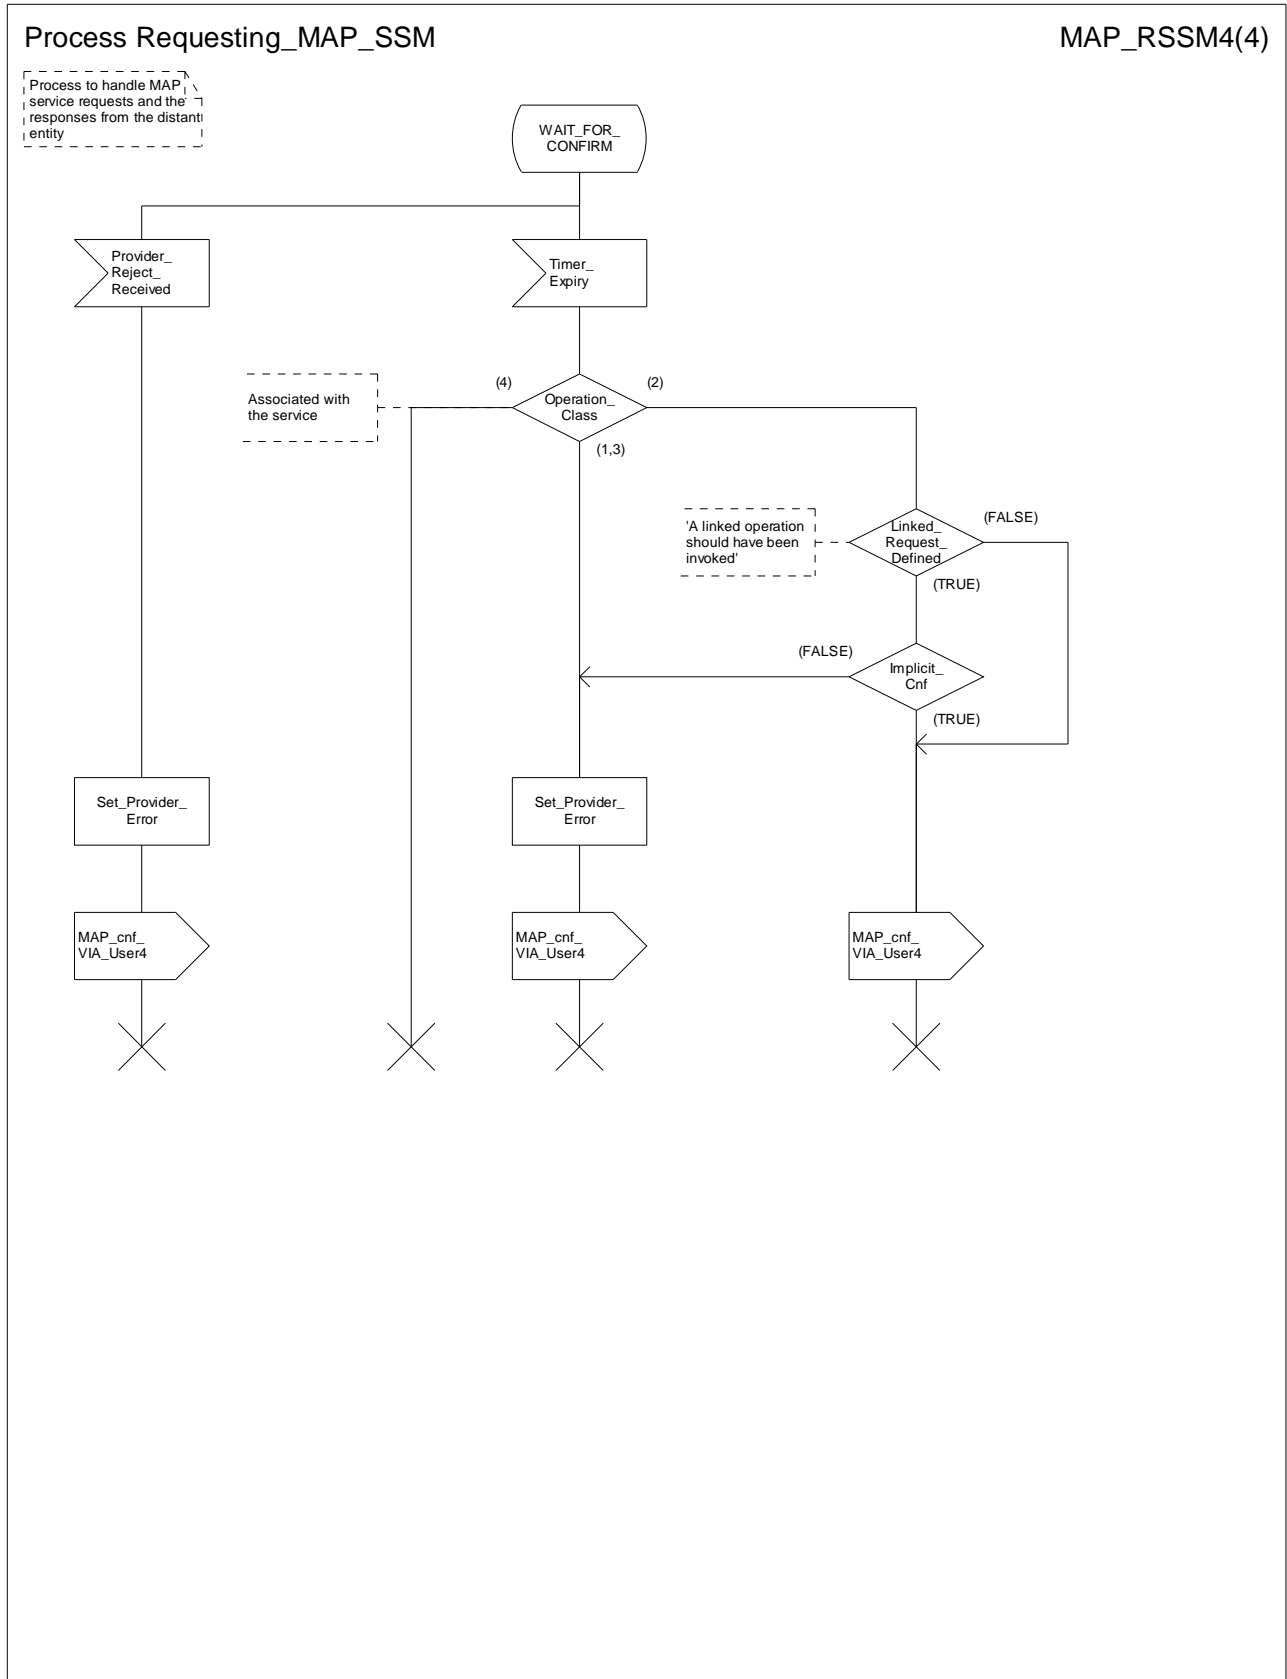 Process Requesting_MAP_SSM
MAP_RSSM4(4)
Process to handle MAP
service requests and the
responses from the distant
entity
WAIT_FOR_
CONFIRM
Provider_
Reject_
Received
Timer_
Expiry
Associated with
the service
(4)
Operation_
Class
(2)
(1,3)
'A linked operation
should have been
invoked'
Linked_
Request_
Defined
(FALSE)
(TRUE)
(FALSE)
Implicit_
Cnf
(TRUE)
Set_Provider_
Error
Set_Provider_
Error
MAP_cnf_
VIA_User4
MAP_cnf_
VIA_User4
MAP_cnf_
VIA_User4